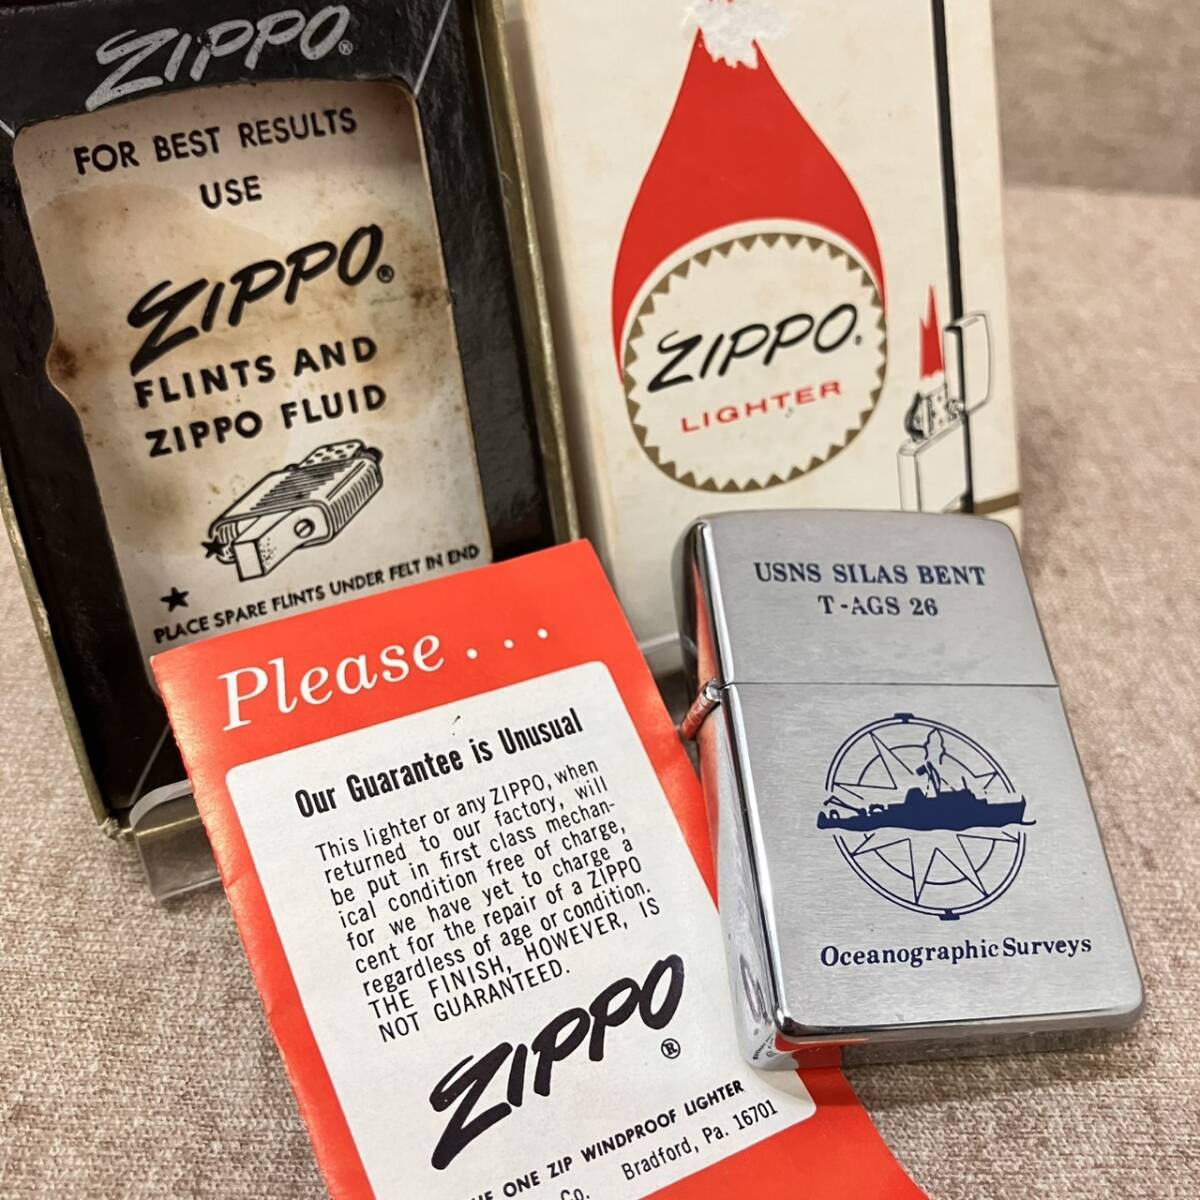 ZIPPO®
FOR BEST RESULTS
USE
ZIPPO®
FLINTS AND
ZIPPO FLUID
★
PLACE SPARE FLINTS UNDER FELT IN END
ZIPPO®
LIGHTER
USNS SILAS BENT
T-AGS 26
Oceanographic Surveys
Please...
Our Guarantee is Unusual
This lighter or any ZIPPO, when
returned to our factory, will
be put in first class mechan-
ical condition free of charge,
for we have yet to charge a
cent for the repair of a ZIPPO
regardless of age or condition.
THE FINISH, HOWEVER, IS
NOT GUARANTEED.
ZIPPO
®
ONE ZIP WINDPROOF LIGHTER
Co. Bradford, Pa. 16701